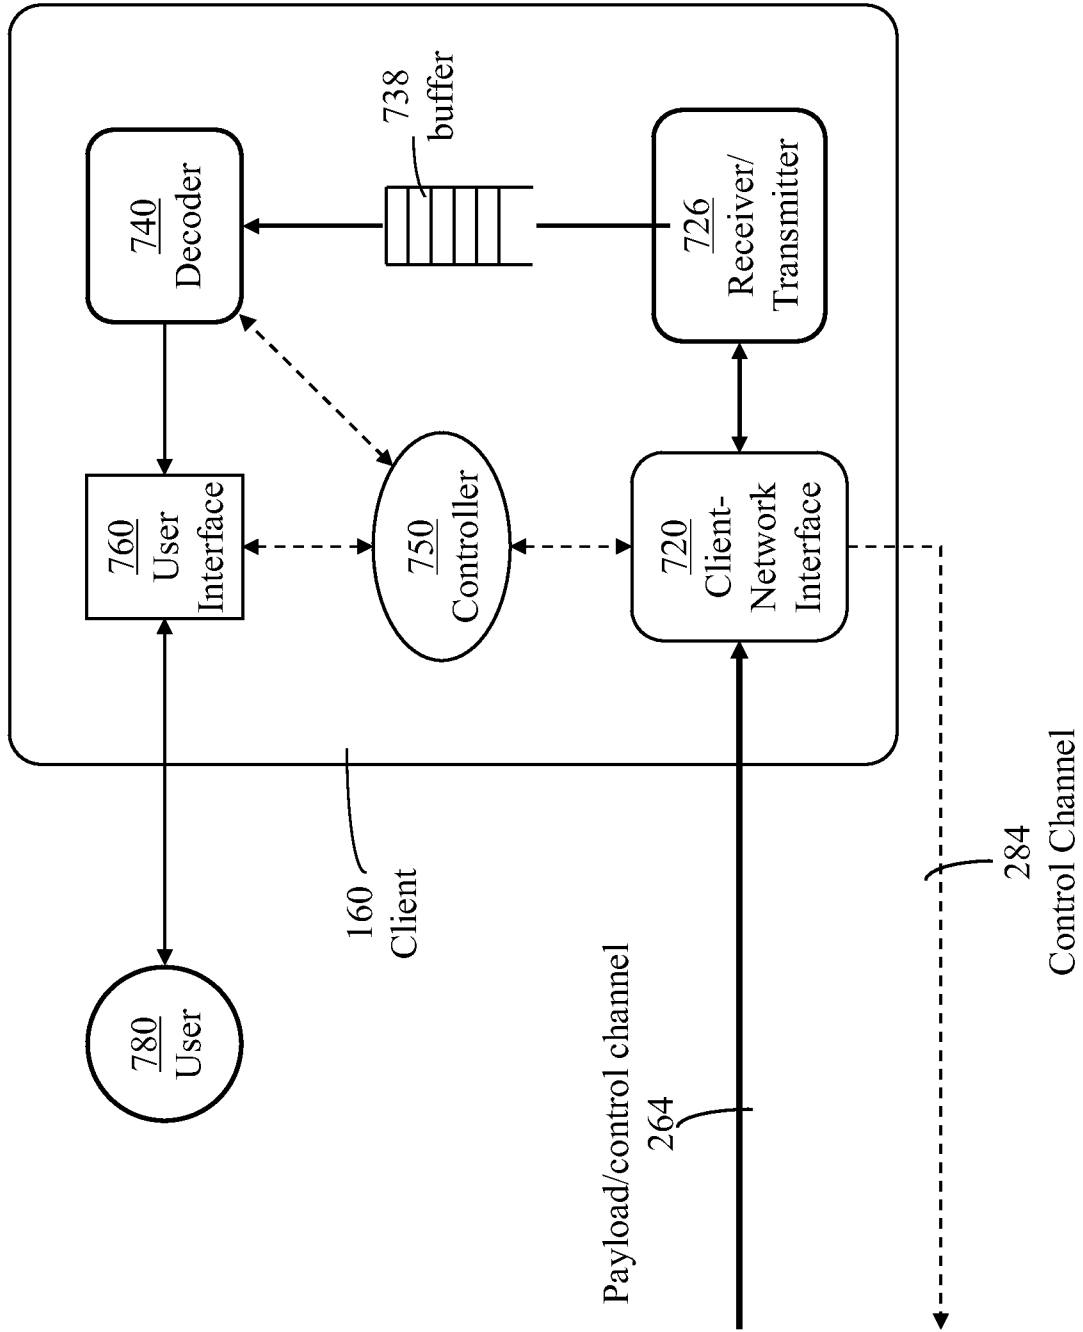 780
User
760
User
Interface
740
Decoder
160
Client
750
Controller
738
buffer
Payload/control channel
264
720
Client-
Network
Interface
726
Receiver/
Transmitter
284
Control Channel